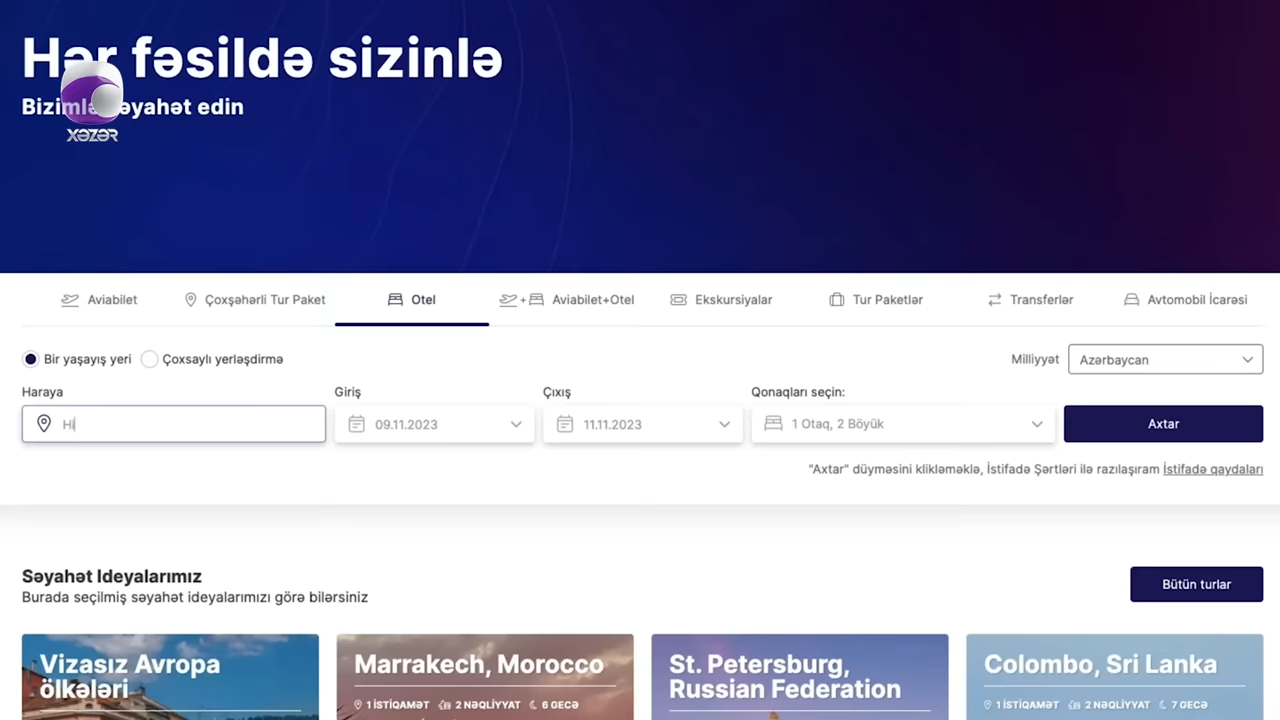 Hər fəsildə sizinlə
Bizimlə səyahət edin
XəZəR
Aviabilet
Çoxşəhərli Tur Paket
Otel
+ Aviabilet+Otel
Ekskursiyalar
Tur Paketlər
Transferlər
Avtomobil İcarəsi
Bir yaşayış yeri
Çoxsaylı yerləşdirmə
Milliyyət
Azərbaycan
Haraya
Giriş
Çıxış
Qonaqları seçin:
Hi
09.11.2023
11.11.2023
1 Otaq, 2 Böyük
Axtar
"Axtar" düyməsini klikləməklə, İstifadə Şərtləri ilə razılaşıram İstifadə qaydaları
Səyahət Ideyalarımız
Burada seçilmiş səyahət ideyalarımızı görə bilərsiniz
Bütün turlar
Vizasız Avropa
ölkələri
Marrakech, Morocco
1 İSTİQAMƏT 2 NƏQLİYYAT 6 GECƏ
St. Petersburg,
Russian Federation
Colombo, Sri Lanka
1 İSTİQAMƏT 2 NƏQLİYYAT 7 GECƏ